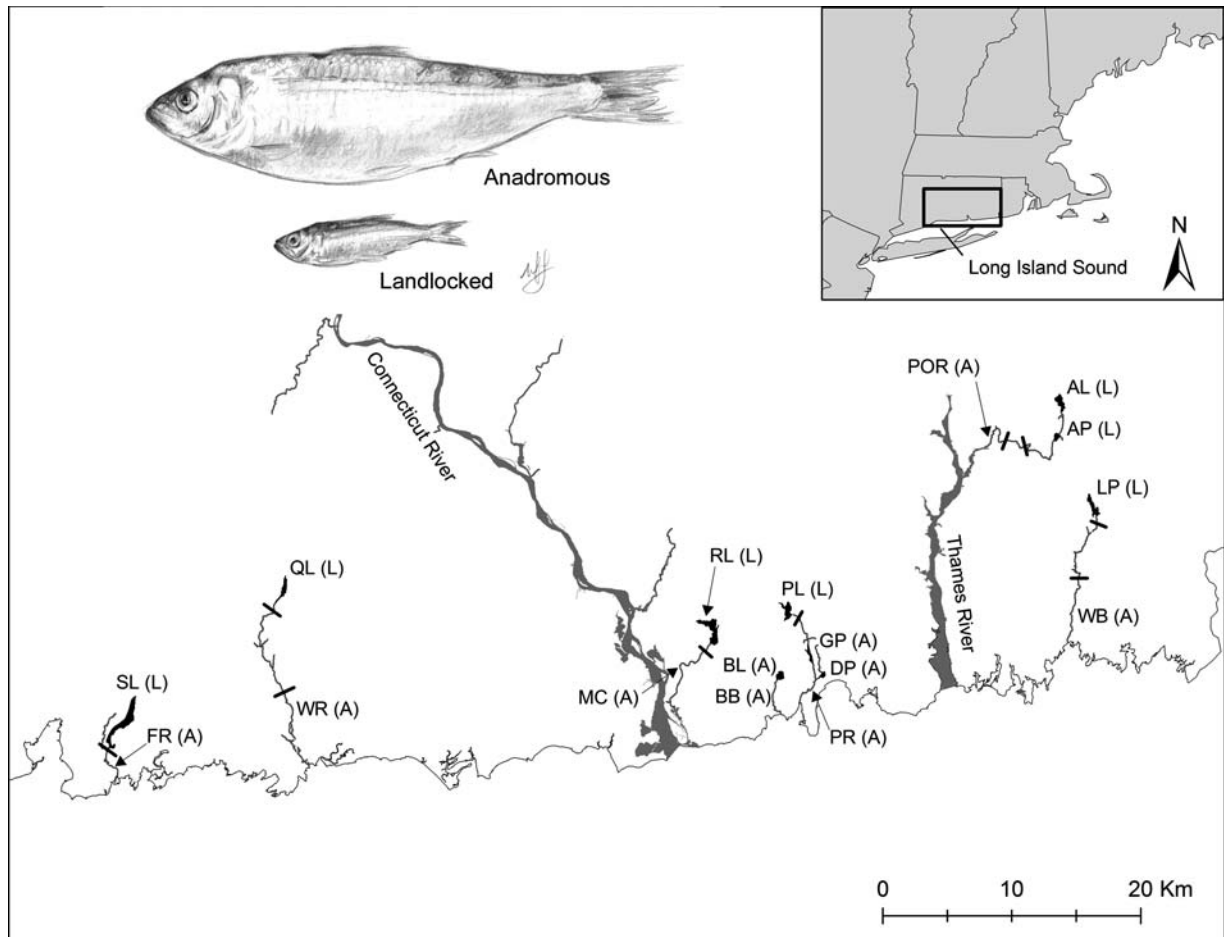 Anadromous
Landlocked
N
Long Island Sound
Connecticut River
POR (A)
AL (L)
AP (L)
LP (L)
QL (L)
RL (L)
PL (L)
Thames River
GP (A)
WB (A)
SL (L)
BL (A)
DP (A)
MC (A)
BB (A)
WR (A)
FR (A)
PR (A)
0 10 20 Km